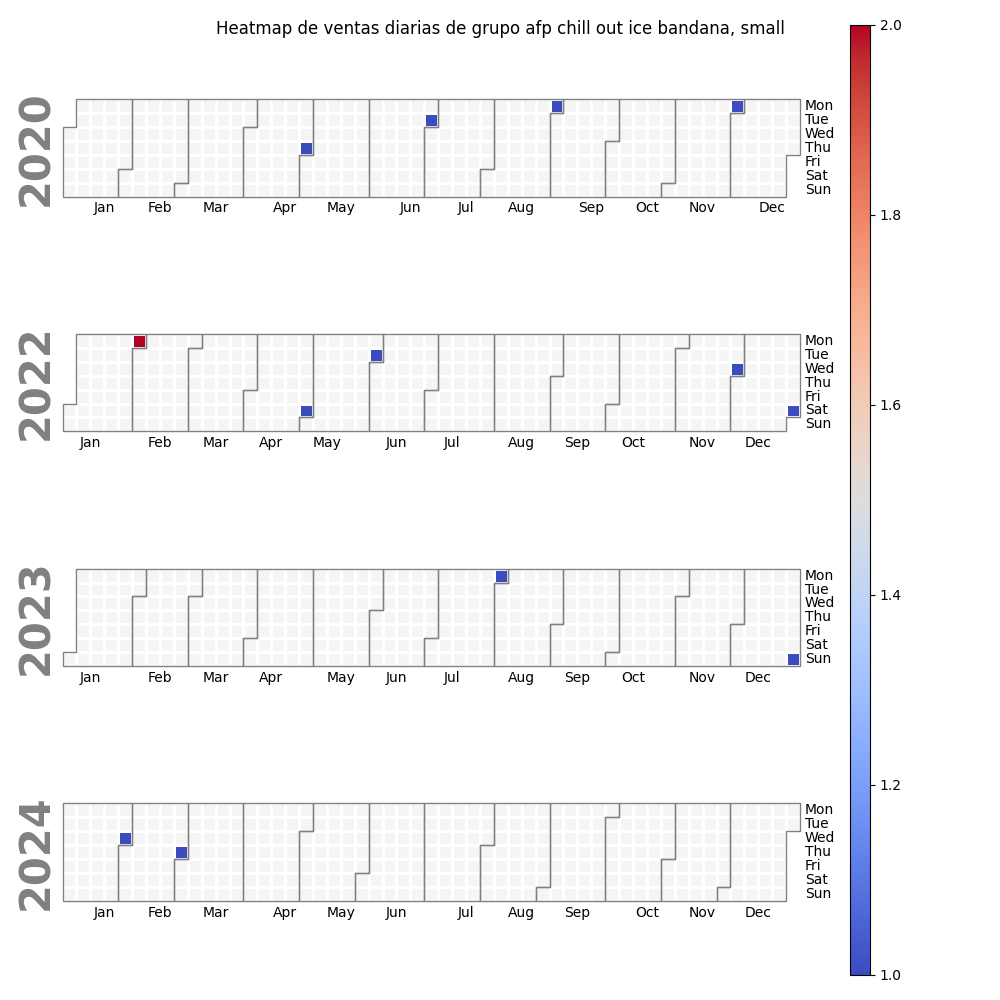 Heatmap de ventas diarias de grupo afp chill out ice bandana, small
2020
Mon
Tue
Wed
Thu
Fri
Sat
Sun
Jan Feb Mar Apr May Jun Jul Aug Sep Oct Nov Dec
2022
Mon
Tue
Wed
Thu
Fri
Sat
Sun
Jan Feb Mar Apr May Jun Jul Aug Sep Oct Nov Dec
2023
Mon
Tue
Wed
Thu
Fri
Sat
Sun
Jan Feb Mar Apr May Jun Jul Aug Sep Oct Nov Dec
2024
Mon
Tue
Wed
Thu
Fri
Sat
Sun
Jan Feb Mar Apr May Jun Jul Aug Sep Oct Nov Dec
2.0
1.8
1.6
1.4
1.2
1.0